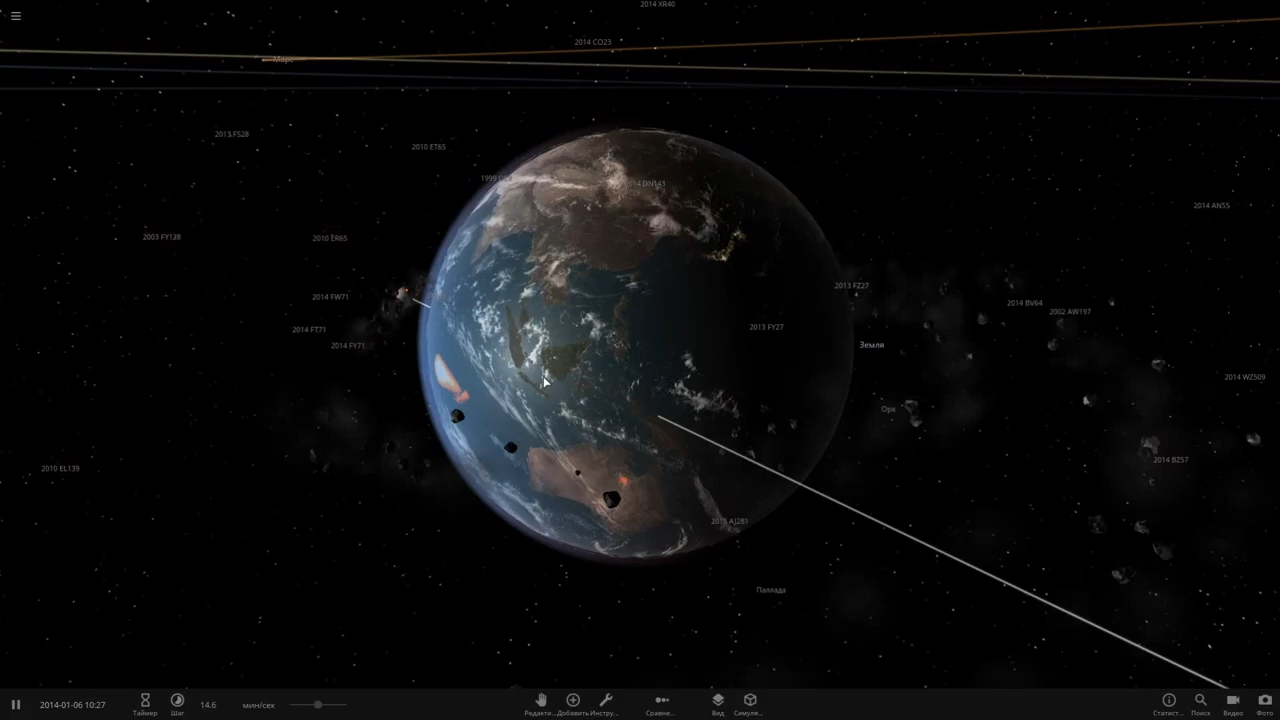 2014 XR40
2014 CO23
Марс
2013 FS28
2010 ET65
2014 DN143
2014 AN55
2003 FY128
2010 ER65
2013 FZ27
2014 FW71
2014 BV64
2002 AW197
2013 FY27
2014 FT71
2014 FY71
Земля
2014 WZ509
Орк
2014 BZ57
2010 EL139
2015 AJ281
Паллада
2014-01-06 10:27
Таймер
Шаг
14.6
мин/сек
Редакти...
Добавить
Инстру...
Сравне...
Вид
Симуля...
Статист...
Поиск
Видео
Фото